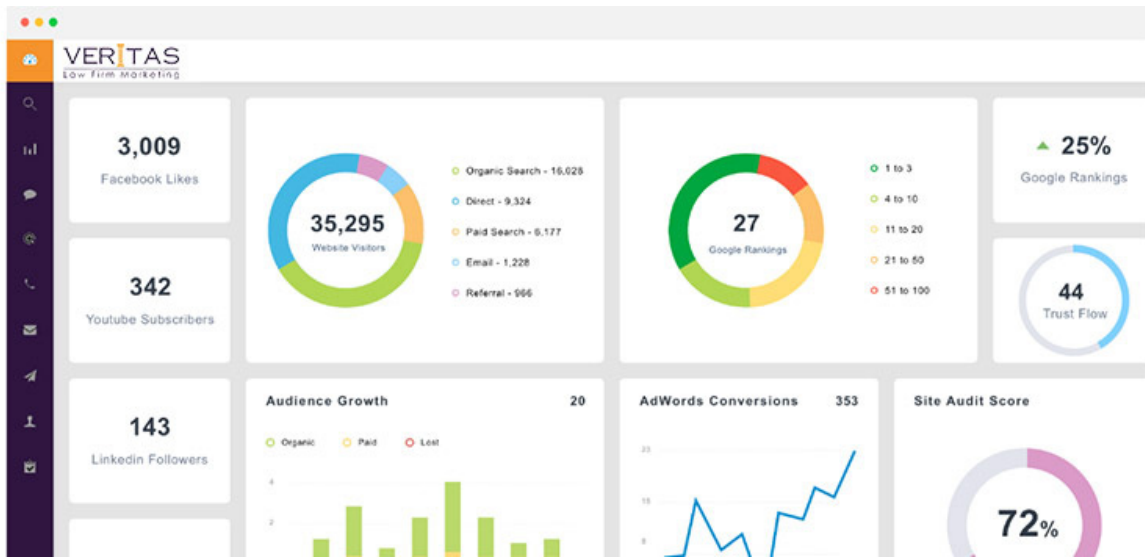 VERITAS
Law Firm Marketing
3,009
Facebook Likes
342
Youtube Subscribers
143
Linkedin Followers
35,295
Website Visitors
Organic Search - 16,028
Direct - 9,324
Paid Search - 6,177
Email - 1,228
Referral - 966
27
Google Rankings
1 to 3
4 to 10
11 to 20
21 to 50
51 to 100
25%
Google Rankings
44
Trust Flow
Audience Growth 20
Organic Paid Lost
4
2
AdWords Conversions 353
23
15
8
Site Audit Score
72%